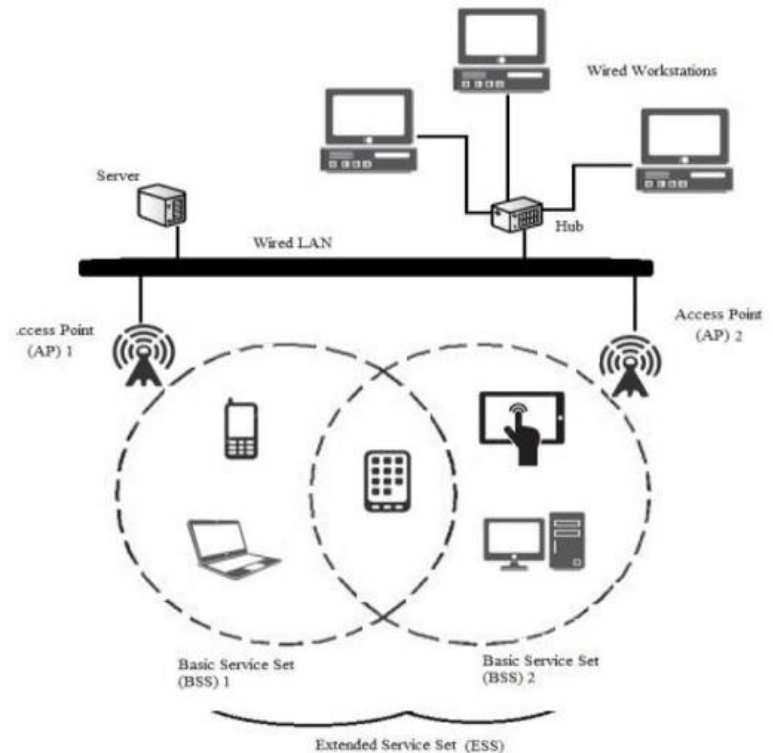 Wired Workstations
Server
Hub
Wired LAN
.ccess Point
(AP) 1
Access Point
(AP) 2
Basic Service Set
(BSS) 1
Basic Service Set
(BSS) 2
Extended Service Set (ESS)